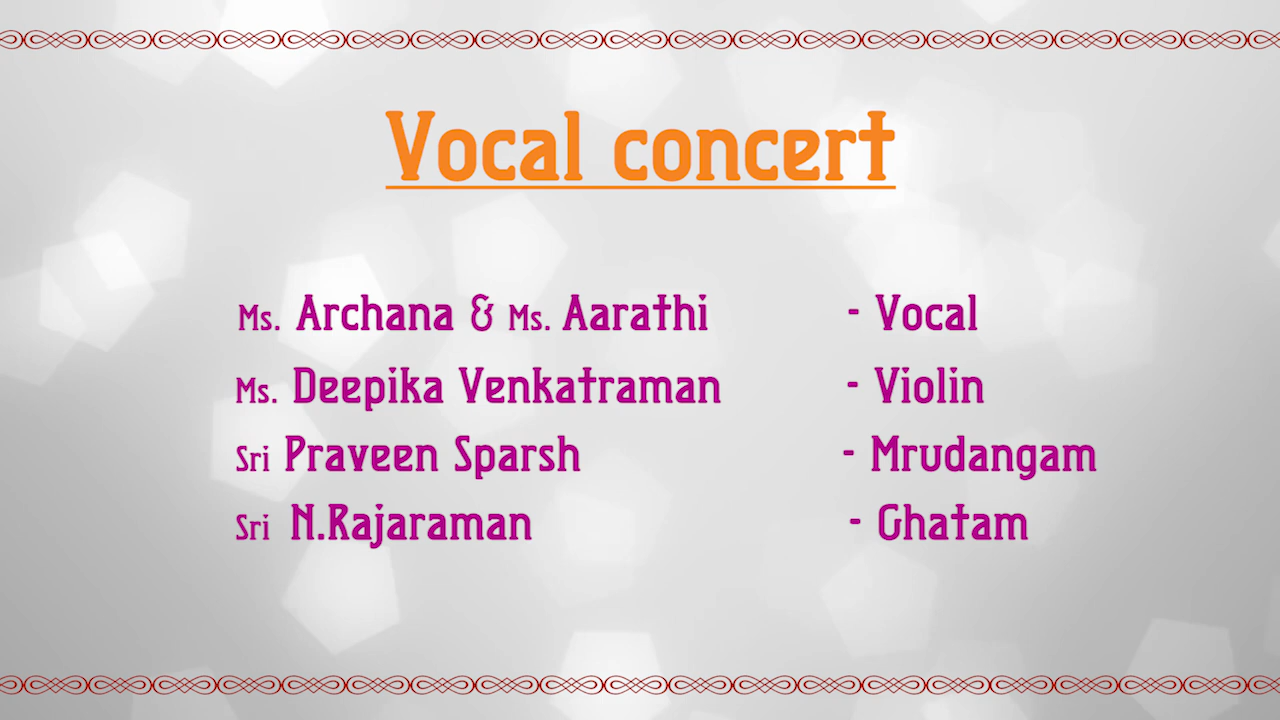 Vocal concert
Ms. Archana & Ms. Aarathi - Vocal
Ms. Deepika Venkatraman - Violin
Sri Praveen Sparsh - Mrudangam
Sri N.Rajaraman - Ghatam